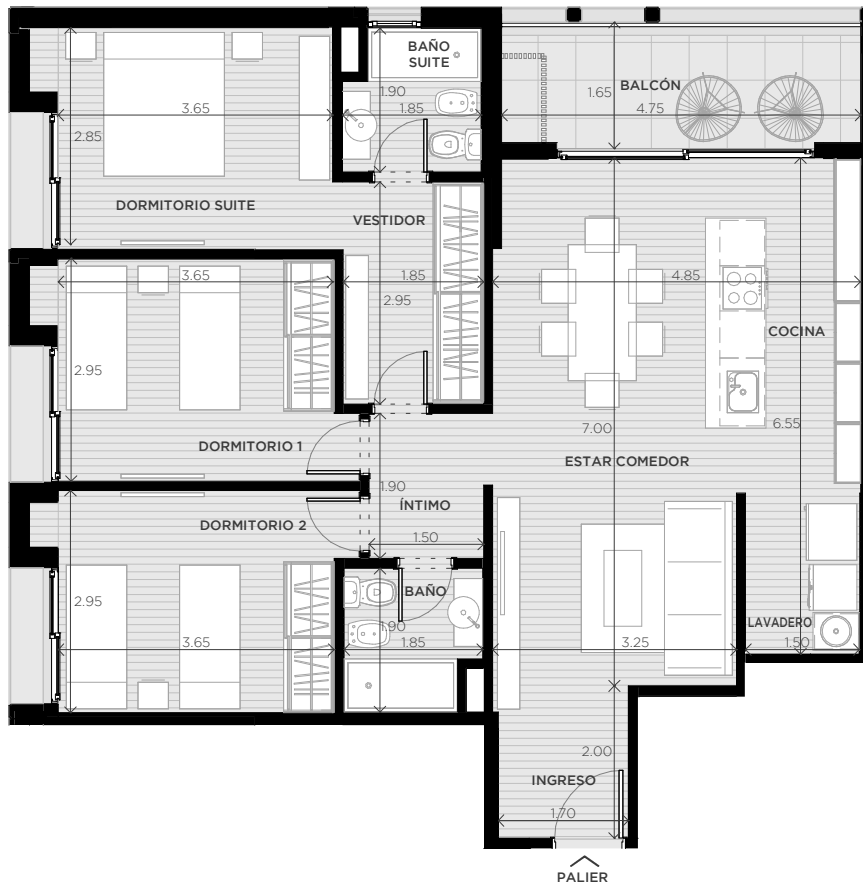 BAÑO
SUITE
1.90
1.85
BALCÓN
1.65
4.75
3.65
2.85
DORMITORIO SUITE
VESTIDOR
1.85
2.95
3.65
4.85
COCINA
2.95
7.00
6.55
DORMITORIO 1
ESTAR COMEDOR
1.90
ÍNTIMO
DORMITORIO 2
1.50
BAÑO
2.95
1.90
LAVADERO
3.65
1.85
3.25
1.50
2.00
INGRESO
1.70
PALIER